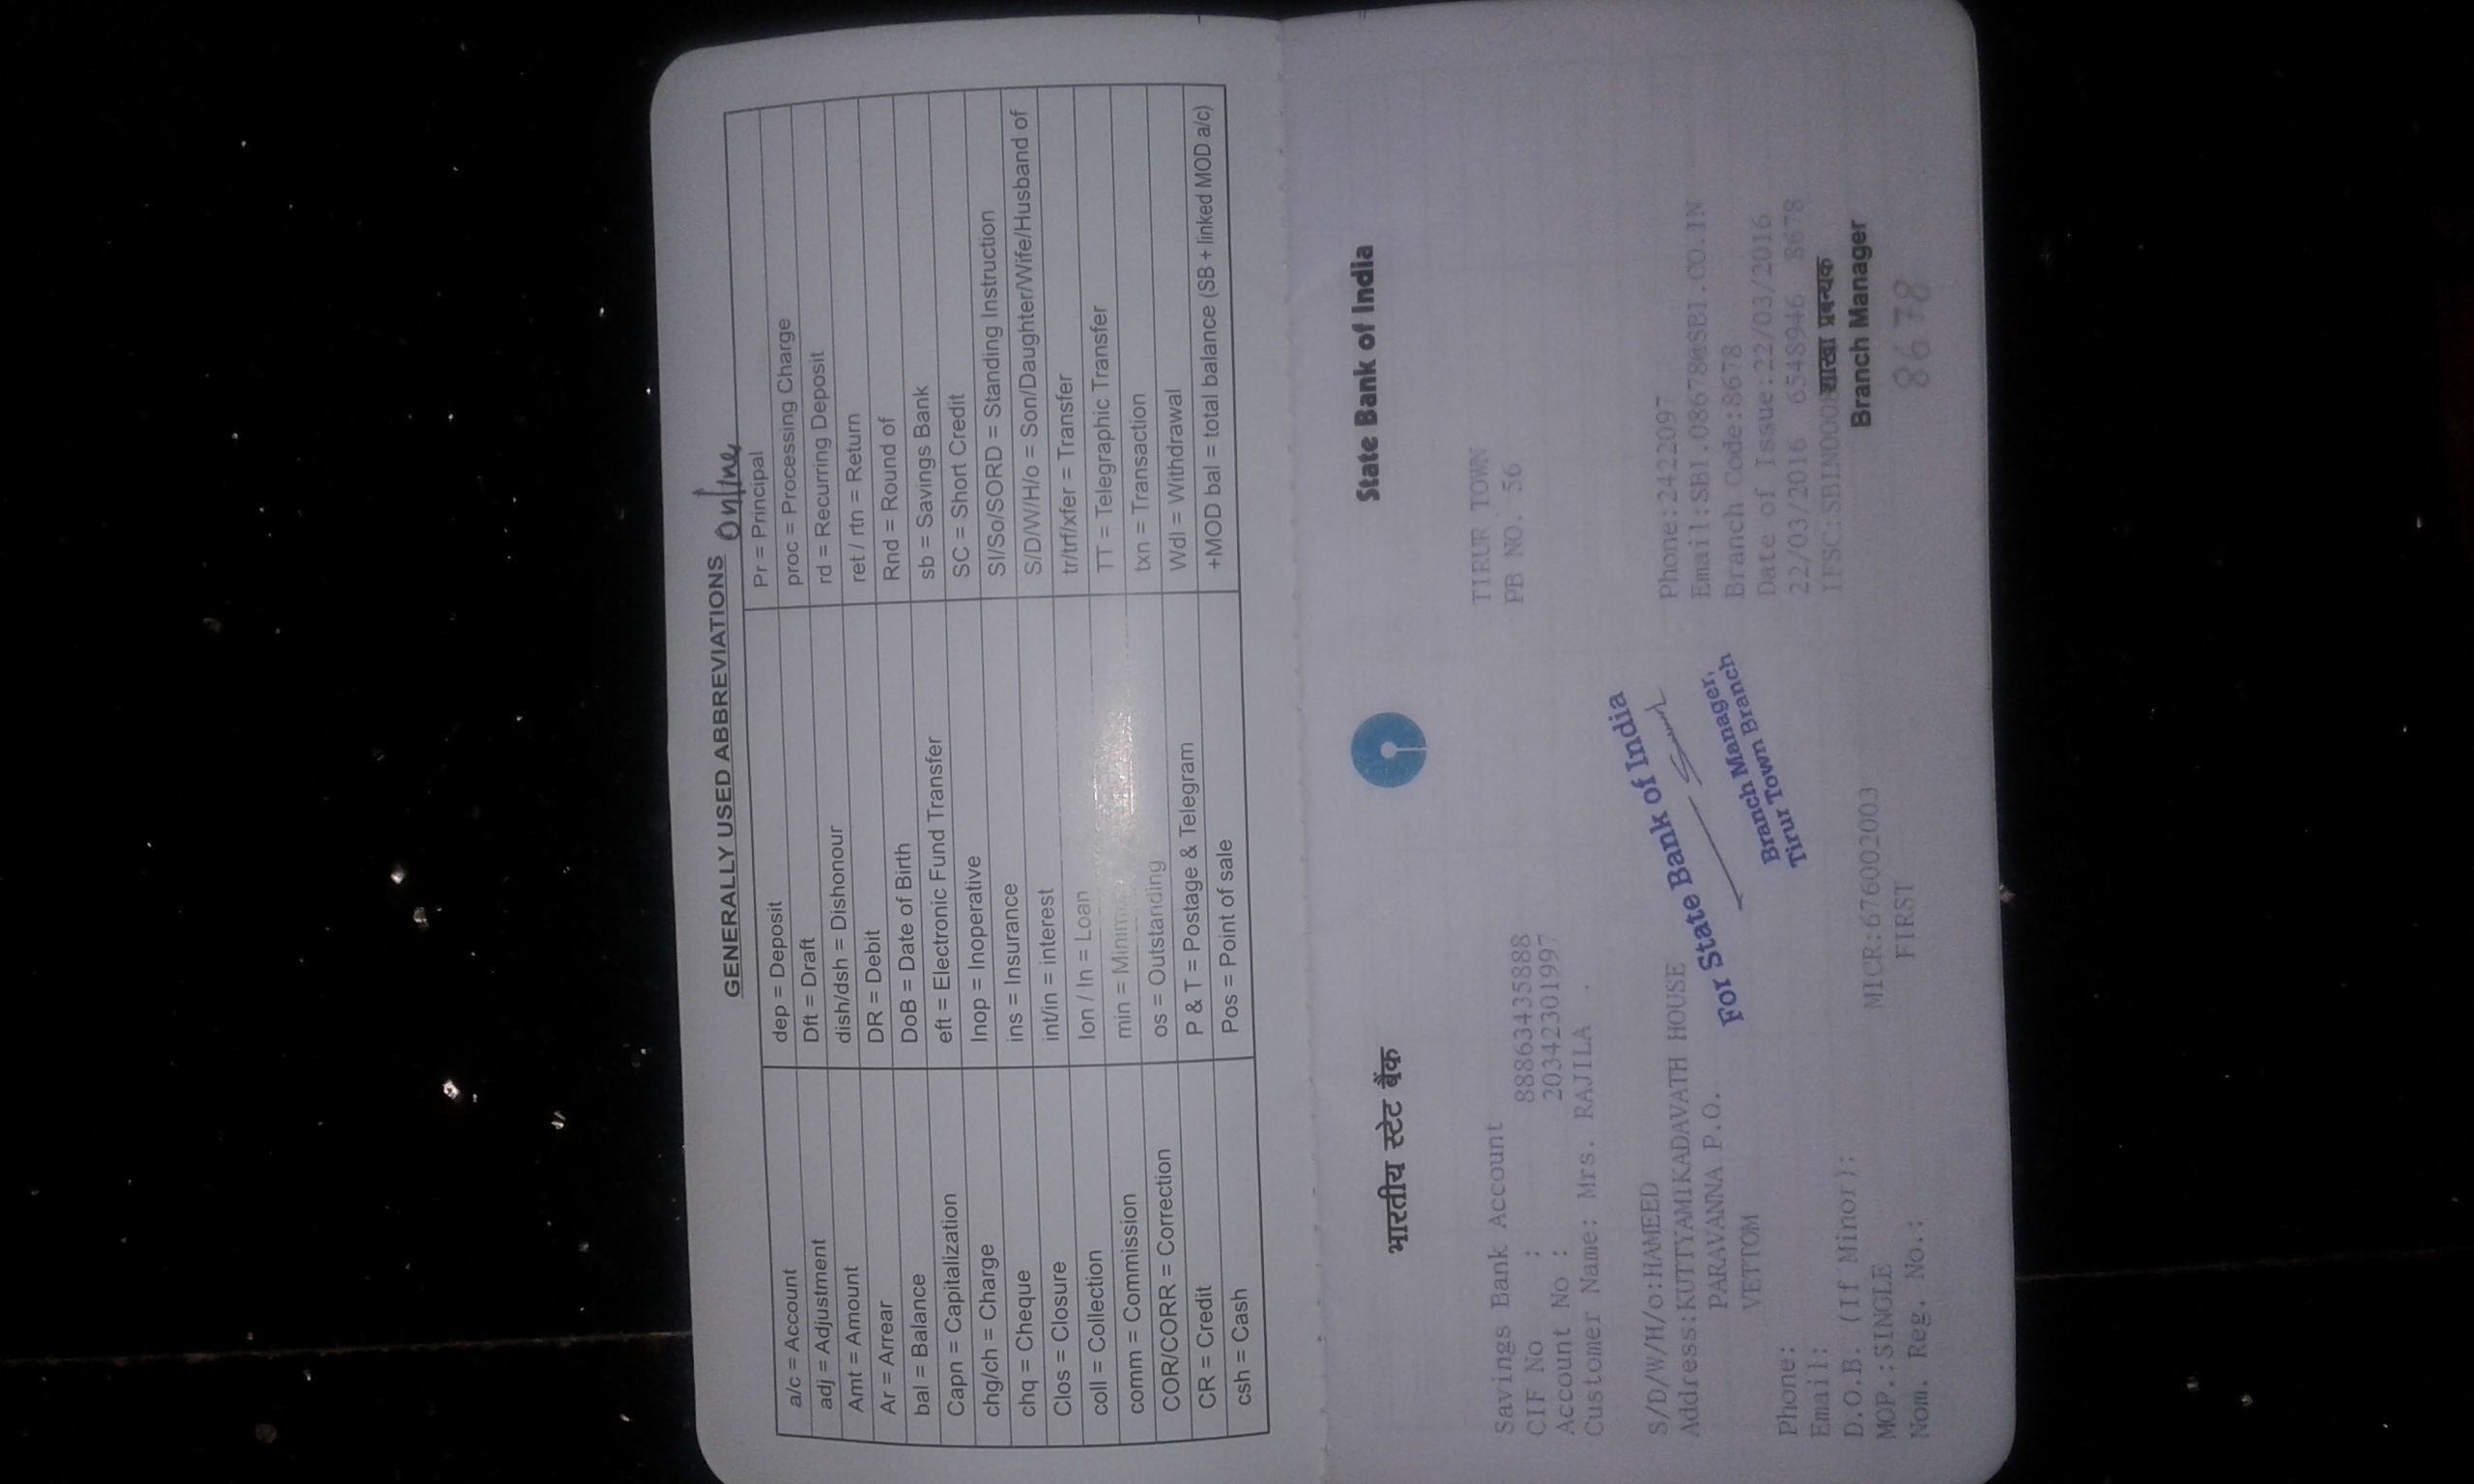 GENERALLY USED ABBREVIATIONS online
a/c = Account
adj = Adjustment
Amt = Amount
Ar = Arrear
bal = Balance
Capn = Capitalization
chg/ch = Charge
chq = Cheque
Clos = Closure
coll = Collection
comm = Commission
COR/CORR = Correction
CR = Credit
csh = Cash
dep = Deposit
Dft = Draft
dish/dsh = Dishonour
DR = Debit
DoB = Date of Birth
eft = Electronic Fund Transfer
Inop = Inoperative
ins = Insurance
int/in = interest
lon / ln = Loan
min =
os = Outstanding
P & T = Postage & Telegram
Pos = Point of sale
Pr = Principal
proc = Processing Charge
rd = Recurring Deposit
ret / rtn = Return
Rnd = Round of
sb = Savings Bank
SC = Short Credit
SI/So/SORD = Standing Instruction
S/D/W/H/o = Son/Daughter/Wife/Husband of
tr/trf/xfer = Transfer
TT = Telegraphic Transfer
txn = Transaction
Wdl = Withdrawal
+MOD bal = total balance (SB + linked MOD a/c)
भारतीय स्टेट बैंक
State Bank of India
Savings Bank Account
CIF No : 88863435888
Account No : 20342301997
Customer Name: Mrs. RAJILA .
S/D/W/H/o:HAMEED
Address:KUTTYAMIKADAVATH HOUSE
PARAVANNA P.O.
VETTOM
Phone:
Email:
D.O.B. (If Minor):
MOP.:SINGLE
Nom. Reg. No.:
MICR:676002003
FIRST
For State Bank of India
Branch Manager,
Tirur Town Branch
TIRUR TOWN
PB NO. 56
Phone:2422097
Email:SBI.08678@SBI.CO.IN
Branch Code:8678
Date of Issue:22/03/2016
22/03/2016 6548946 8678
IFSC:
शाखा प्रबन्धक
Branch Manager
8678